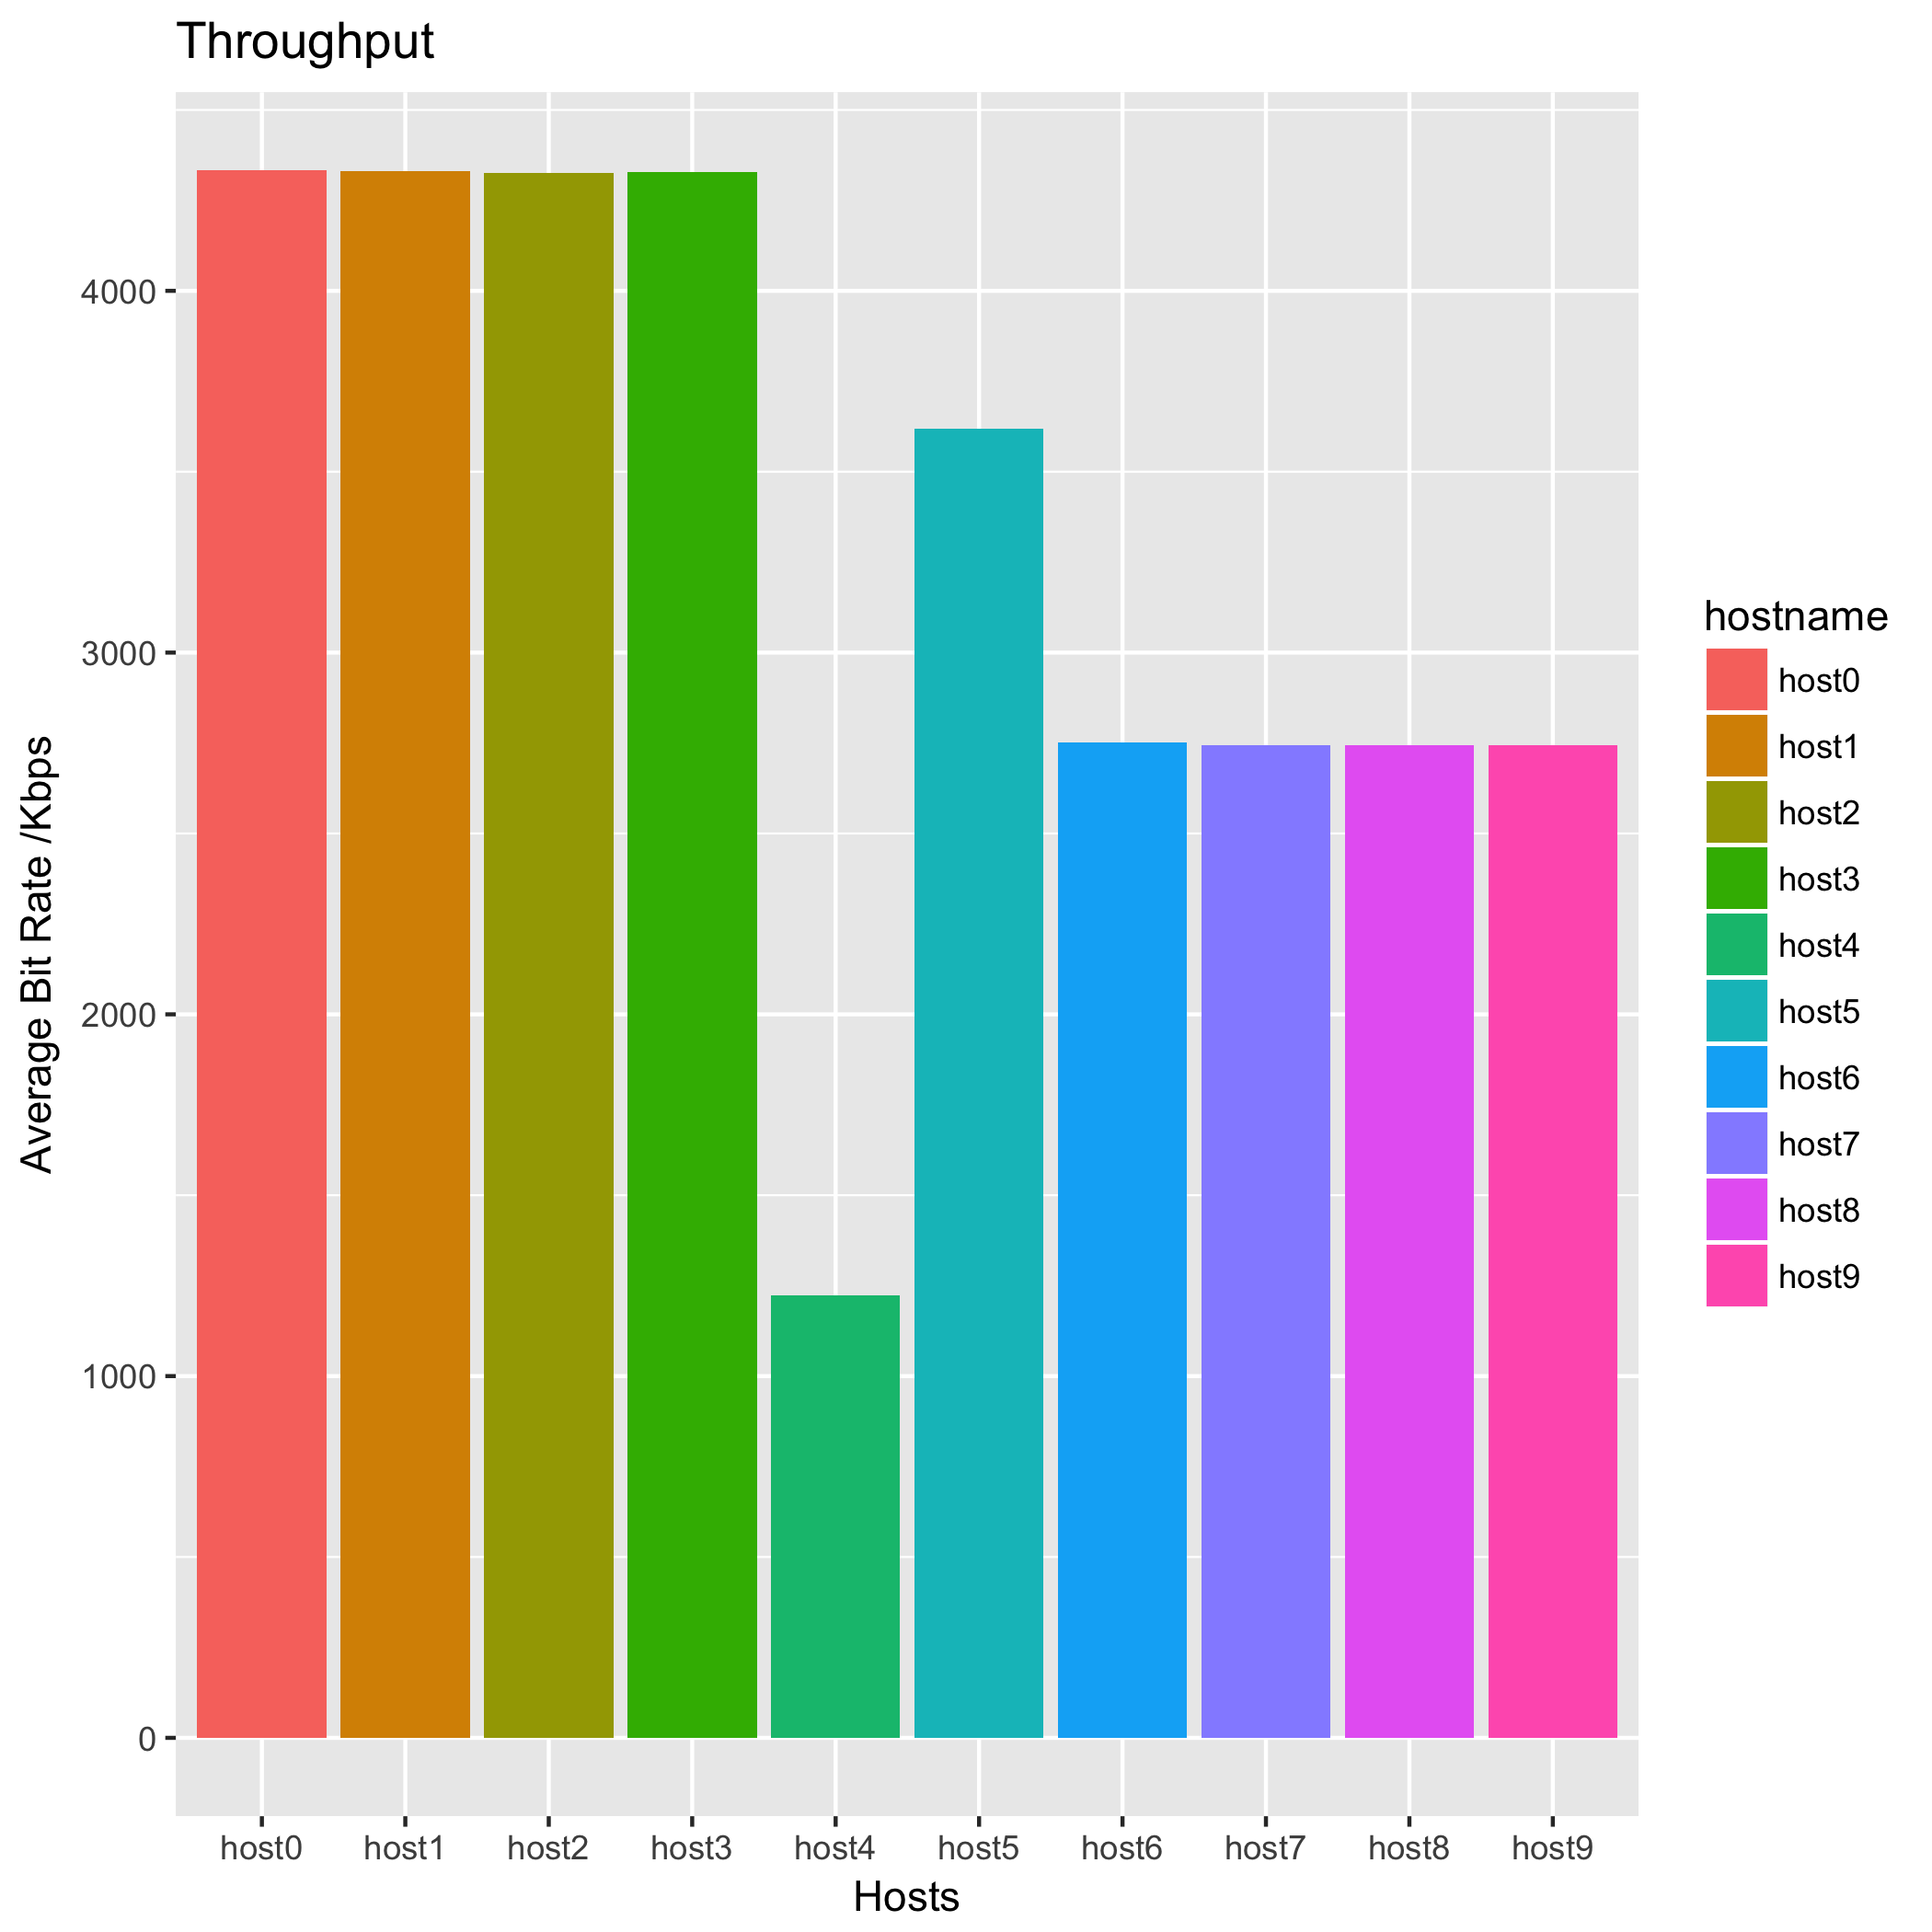 Throughput
Average Bit Rate /Kbps
4000
3000
2000
1000
0
host0 host1 host2 host3 host4 host5 host6 host7 host8 host9
Hosts
hostname
host0
host1
host2
host3
host4
host5
host6
host7
host8
host9